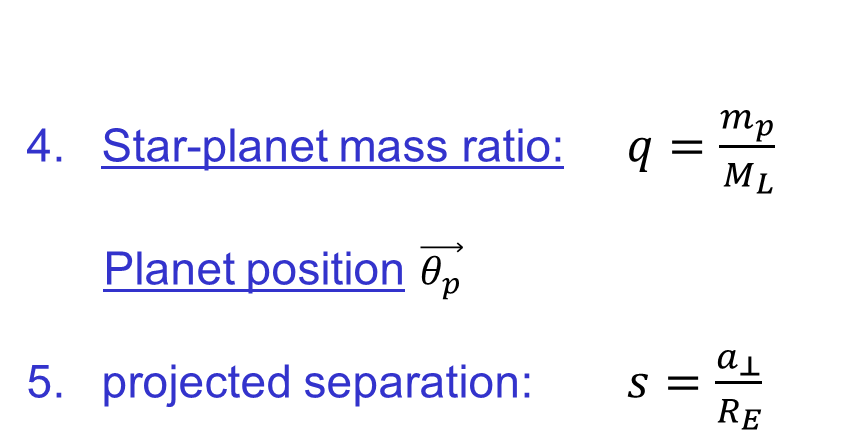 4. Star-planet mass ratio: q = m_p / M_L
Planet position θ_p→
5. projected separation: s = a_⊥ / R_E